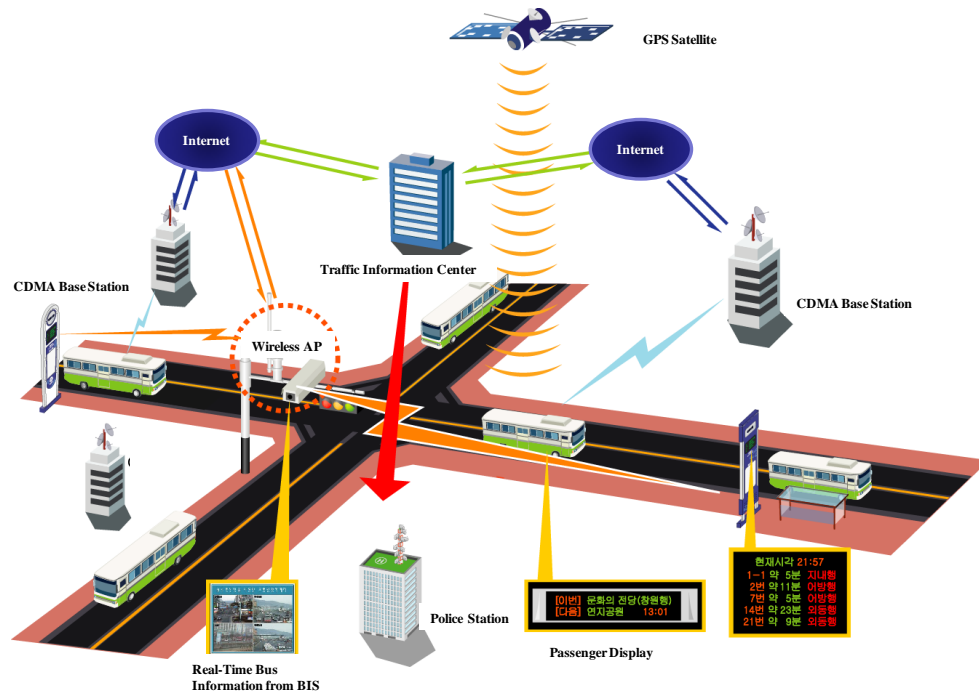 GPS Satellite
Internet
Internet
Traffic Information Center
CDMA Base Station
CDMA Base Station
Wireless AP
현재시각 21:57
1-1 약 5분 지내행
2번 약 11분 어방행
7번 약 5분 어방행
14번 약 23분 외동행
21번 약 9분 외동행
[이번] 문화의 전당(창원행)
[다음] 연지공원 13:01
Police Station
Passenger Display
Real-Time Bus
Information from BIS